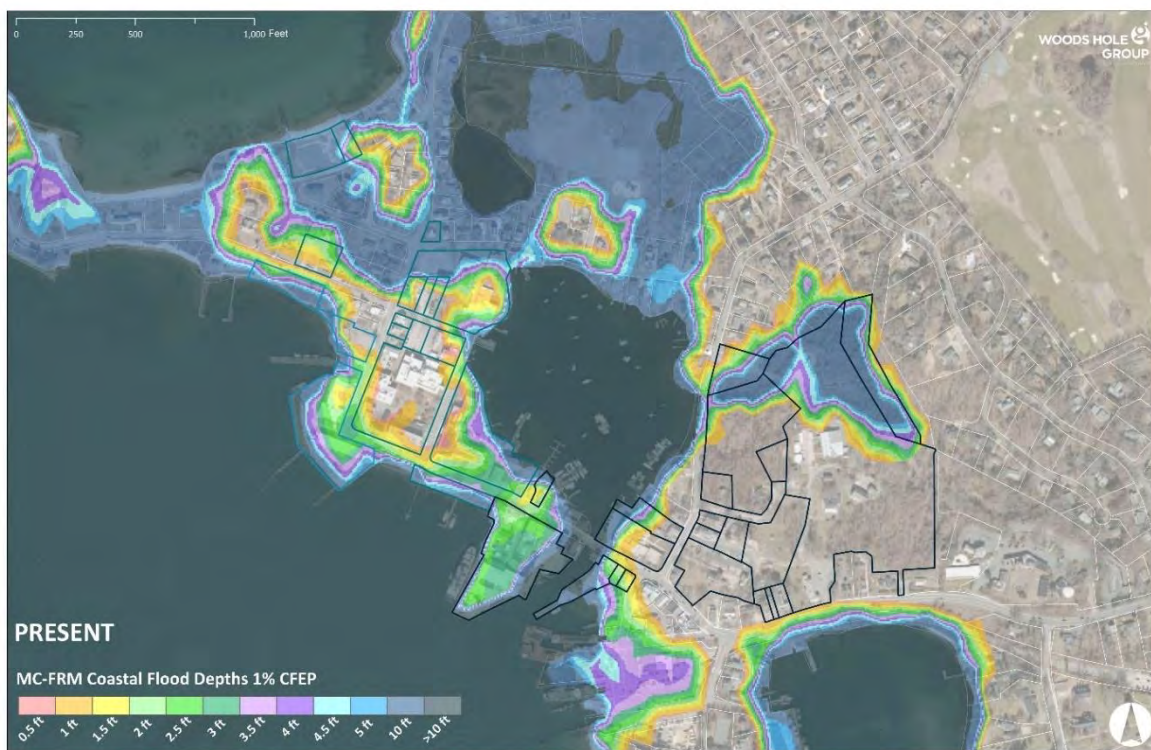 0 250 500 1,000 Feet
WOODS HOLE
GROUP
PRESENT
MC-FRM Coastal Flood Depths 1% CFEP
0.5 ft 1 ft 1.5 ft 2 ft 2.5 ft 3 ft 3.5 ft 4 ft 4.5 ft 5 ft 10 ft >10 ft